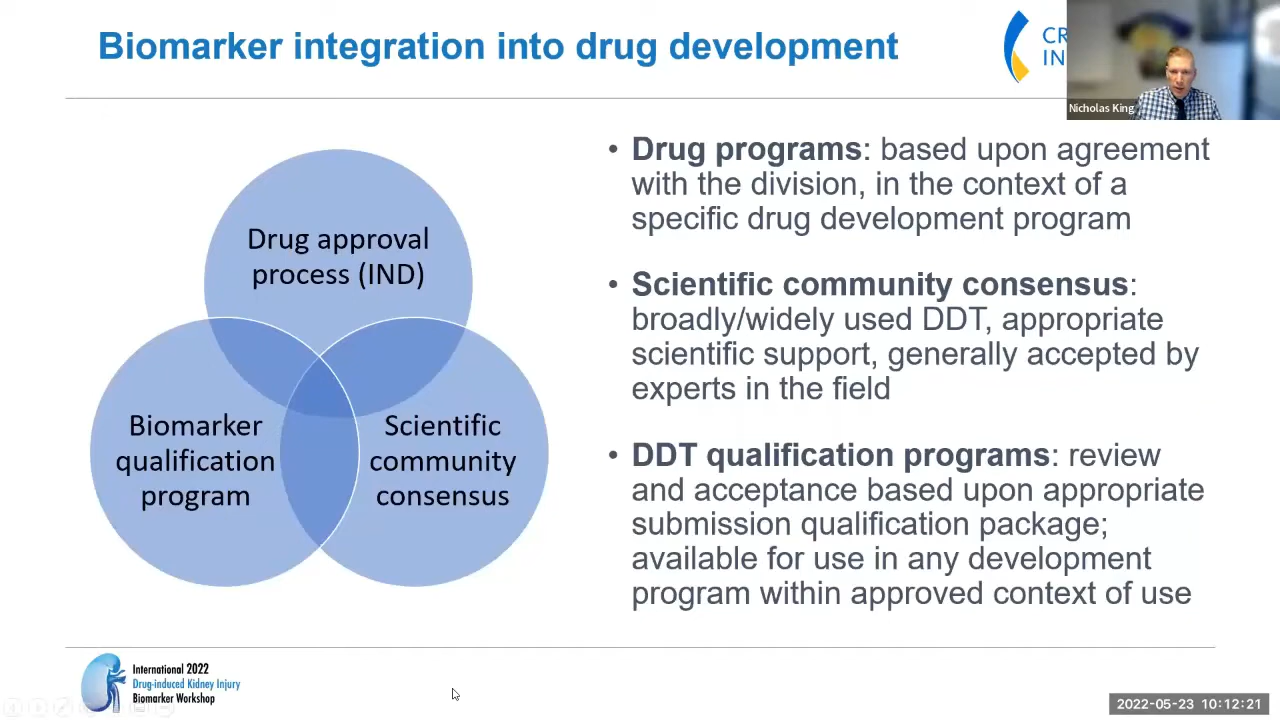 Biomarker integration into drug development
CR
IN
Nicholas King
Drug approval
process (IND)
Biomarker
qualification
program
Scientific
community
consensus
• Drug programs: based upon agreement
with the division, in the context of a
specific drug development program
• Scientific community consensus:
broadly/widely used DDT, appropriate
scientific support, generally accepted by
experts in the field
• DDT qualification programs: review
and acceptance based upon appropriate
submission qualification package;
available for use in any development
program within approved context of use
International 2022
Drug-induced Kidney Injury
Biomarker Workshop
2022-05-23 10:12:21